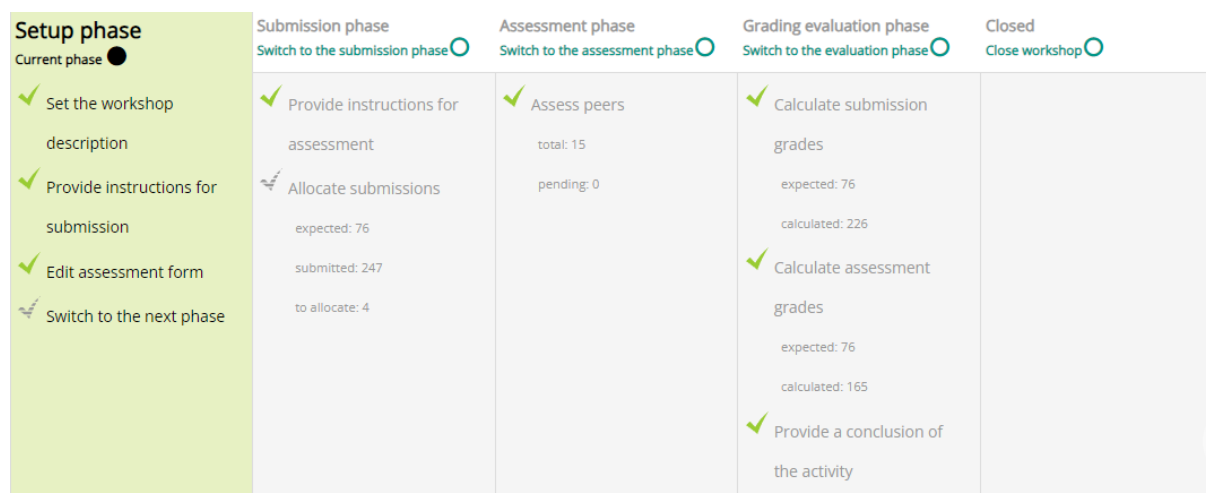 Setup phase
Current phase
Set the workshop
description
Provide instructions for
submission
Edit assessment form
Switch to the next phase
Submission phase
Switch to the submission phase
Provide instructions for
assessment
Allocate submissions
expected: 76
submitted: 247
to allocate: 4
Assessment phase
Switch to the assessment phase
Assess peers
total: 15
pending: 0
Grading evaluation phase
Switch to the evaluation phase
Calculate submission
grades
expected: 76
calculated: 226
Calculate assessment
grades
expected: 76
calculated: 165
Provide a conclusion of
the activity
Closed
Close workshop